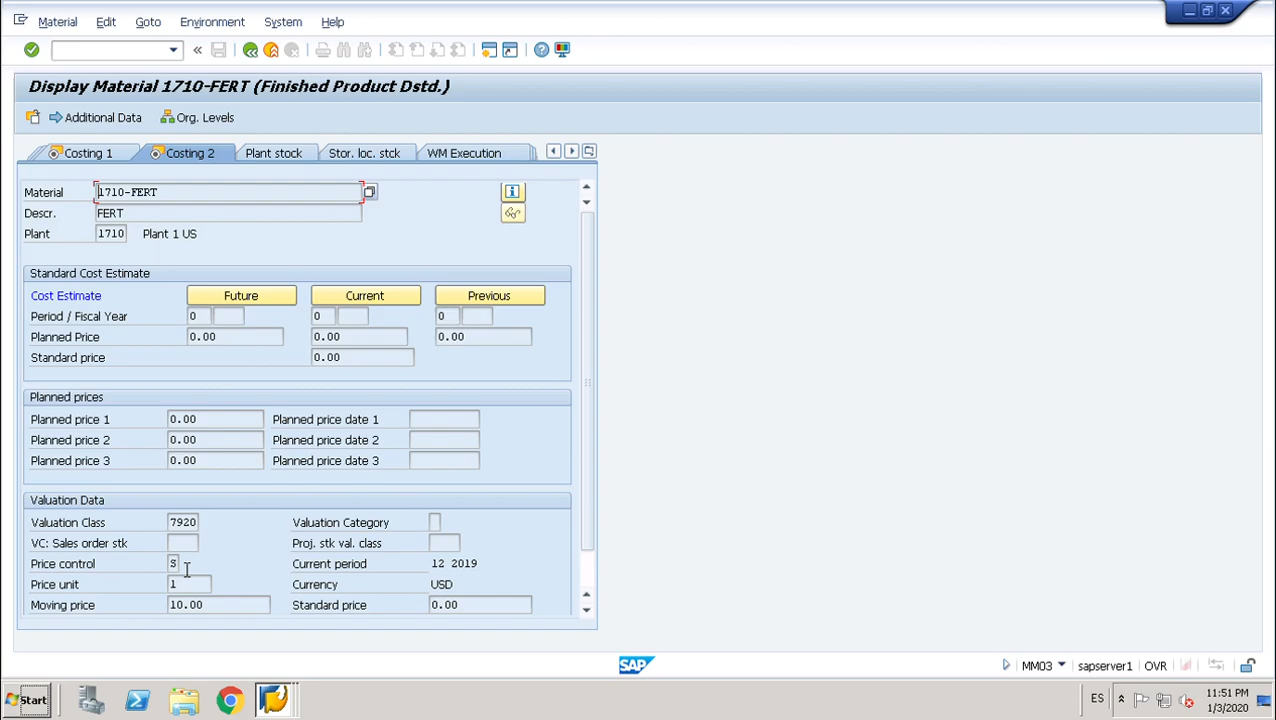 Material Edit Goto Environment System Help
Display Material 1710-FERT (Finished Product Dstd.)
Additional Data Org. Levels
Costing 1 Costing 2 Plant stock Stor. loc. stck WM Execution
Material 1710-FERT
Descr. FERT
Plant 1710 Plant 1 US
Standard Cost Estimate
Cost Estimate Future Current Previous
Period / Fiscal Year 0 0 0
Planned Price 0.00 0.00 0.00
Standard price 0.00
Planned prices
Planned price 1 0.00 Planned price date 1
Planned price 2 0.00 Planned price date 2
Planned price 3 0.00 Planned price date 3
Valuation Data
Valuation Class 7920 Valuation Category
VC: Sales order stk Proj. stk val. class
Price control S Current period 12 2019
Price unit 1 Currency USD
Moving price 10.00 Standard price 0.00
SAP MM03 sapserver1 OVR
Start ES 11:51 PM
1/3/2020